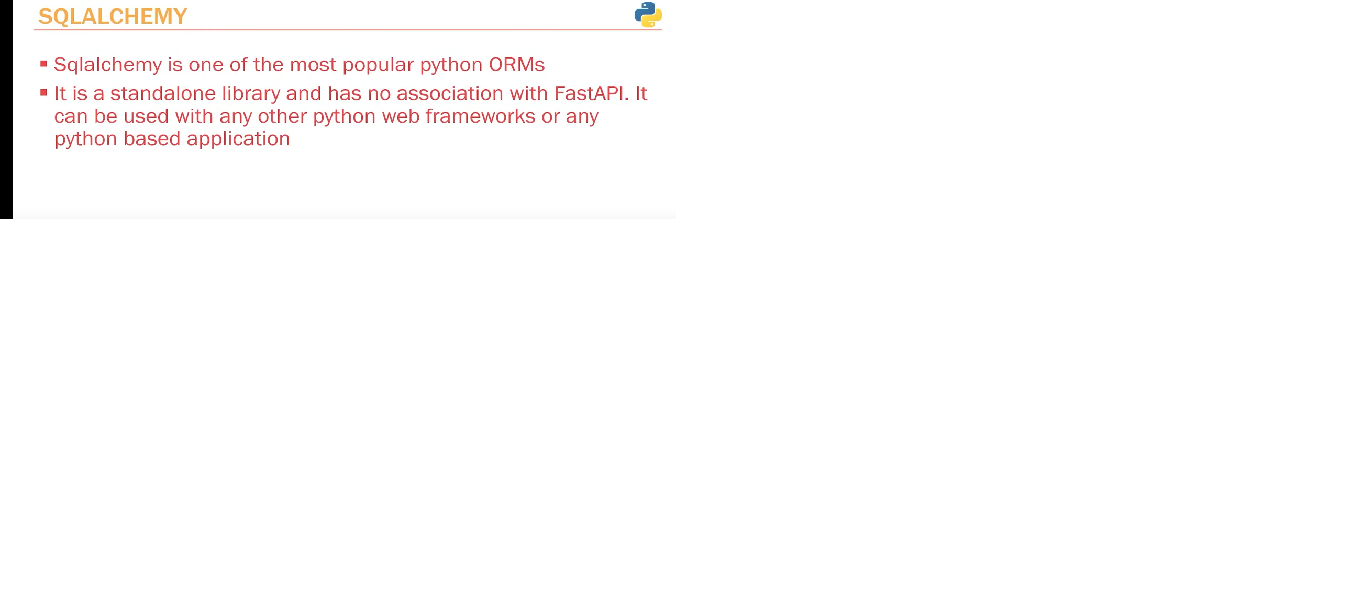 SQLALCHEMY
▪ Sqlalchemy is one of the most popular python ORMs
▪ It is a standalone library and has no association with FastAPI. It
can be used with any other python web frameworks or any
python based application